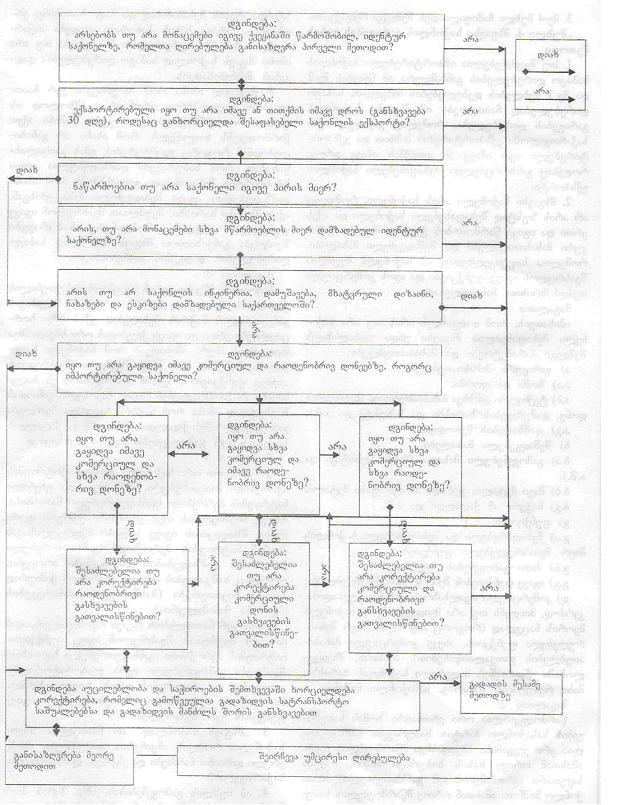 დგინდება:
არსებობს თუ არა მონაცემები იგივე ქვეყანაში წარმოშობილ, იდენტურ
საქონელზე, რომელთა ღირებულება განისაზღვრა პირველი მეთოდით?
არა
დიახ
არა
დგინდება:
ექსპორტირებული იყო თუ არა იმავე ან თითქმის იმავე დროს (განსხვავება
30 დღე), როდესაც განხორციელდა შესაფასებელი საქონლის ექსპორტი?
არა
დიახ
დგინდება:
ნაწარმოებია თუ არა საქონელი იგივე პირის მიერ?
დგინდება:
არის, თუ არა მონაცემები სხვა მწარმოებლის მიერ დამზადებულ იდენტურ
საქონელზე?
არა
დგინდება:
არის თუ არ საქონლის ინჟინერია, დამუშავება, მხატვრული დიზაინი,
ნახაზები და ესკიზები დამზადებული საქართველოში?
დიახ
არა
დიახ
დგინდება:
იყო თუ არა გაყიდვა იმავე კომერციულ და რაოდენობრივ დონეებზე, როგორც
იმპორტირებული საქონელი?
დგინდება:
იყო თუ არა
გაყიდვა იმავე
კომერციულ და
სხვა რაოდენობ-
რივ დონეზე?
არა
დგინდება:
იყო თუ არა
გაყიდვა სხვა
კომერციულ და
იმავე რაოდე-
ნობრივ დონეზე?
არა
დგინდება:
იყო თუ არა
გაყიდვა სხვა
კომერციულ და
სხვა რაოდე-
ნობრივ დონეზე?
დიახ
დიახ
დიახ
დგინდება:
შესაძლებელია თუ
არა კორექტირება
რაოდენობრივი
გასხვავების
გათვალისწინებით?
არა
დგინდება:
შესაძლებელია
თუ არა
კორექტირება
კომერციული
დონის
გასხვავების
გათვალისწინე-
ბით?
არა
დგინდება:
შესაძლებელია თუ
არა კორექტირება
კომერციული და
რაოდენობრივი
განსხვავების
გათვალისწინებით?
არა
დგინდება აუცილებლობა და საჭიროების შემთხვევაში ხორციელდება
კორექტირება, რომელიც გამოწვეულია გადაზიდვის სატრანსპორტო
საშუალებებსა და გადაზიდვის მანძილს შორის განსხვავებით
არა
გადადის მესამე
მეთოდზე
განისაზღვრება მეორე
მეთოდით
შეირჩევა უმცირესი ღირებულება